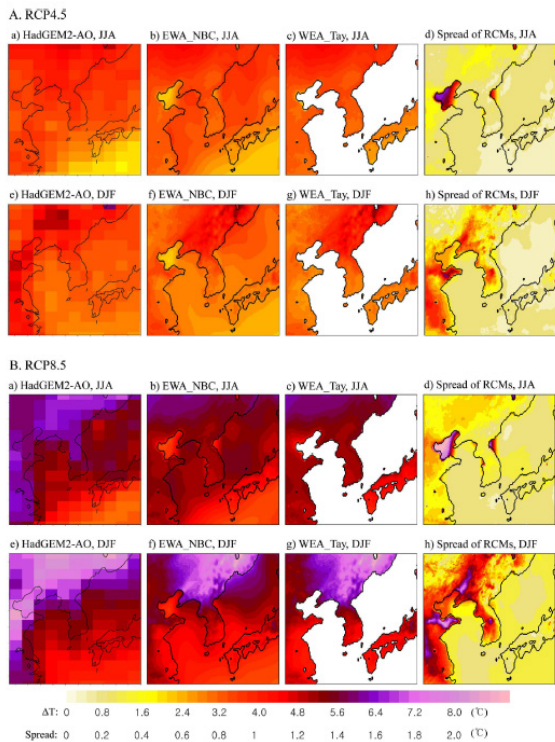 A. RCP4.5
a) HadGEM2-AO, JJA b) EWA_NBC, JJA c) WEA_Tay, JJA d) Spread of RCMs, JJA
e) HadGEM2-AO, DJF f) EWA_NBC, DJF g) WEA_Tay, DJF h) Spread of RCMs, DJF
B. RCP8.5
a) HadGEM2-AO, JJA b) EWA_NBC, JJA c) WEA_Tay, JJA d) Spread of RCMs, JJA
e) HadGEM2-AO, DJF f) EWA_NBC, DJF g) WEA_Tay, DJF h) Spread of RCMs, DJF
ΔT: 0 0.8 1.6 2.4 3.2 4.0 4.8 5.6 6.4 7.2 8.0 (℃)
Spread: 0 0.2 0.4 0.6 0.8 1 1.2 1.4 1.6 1.8 2.0 (℃)